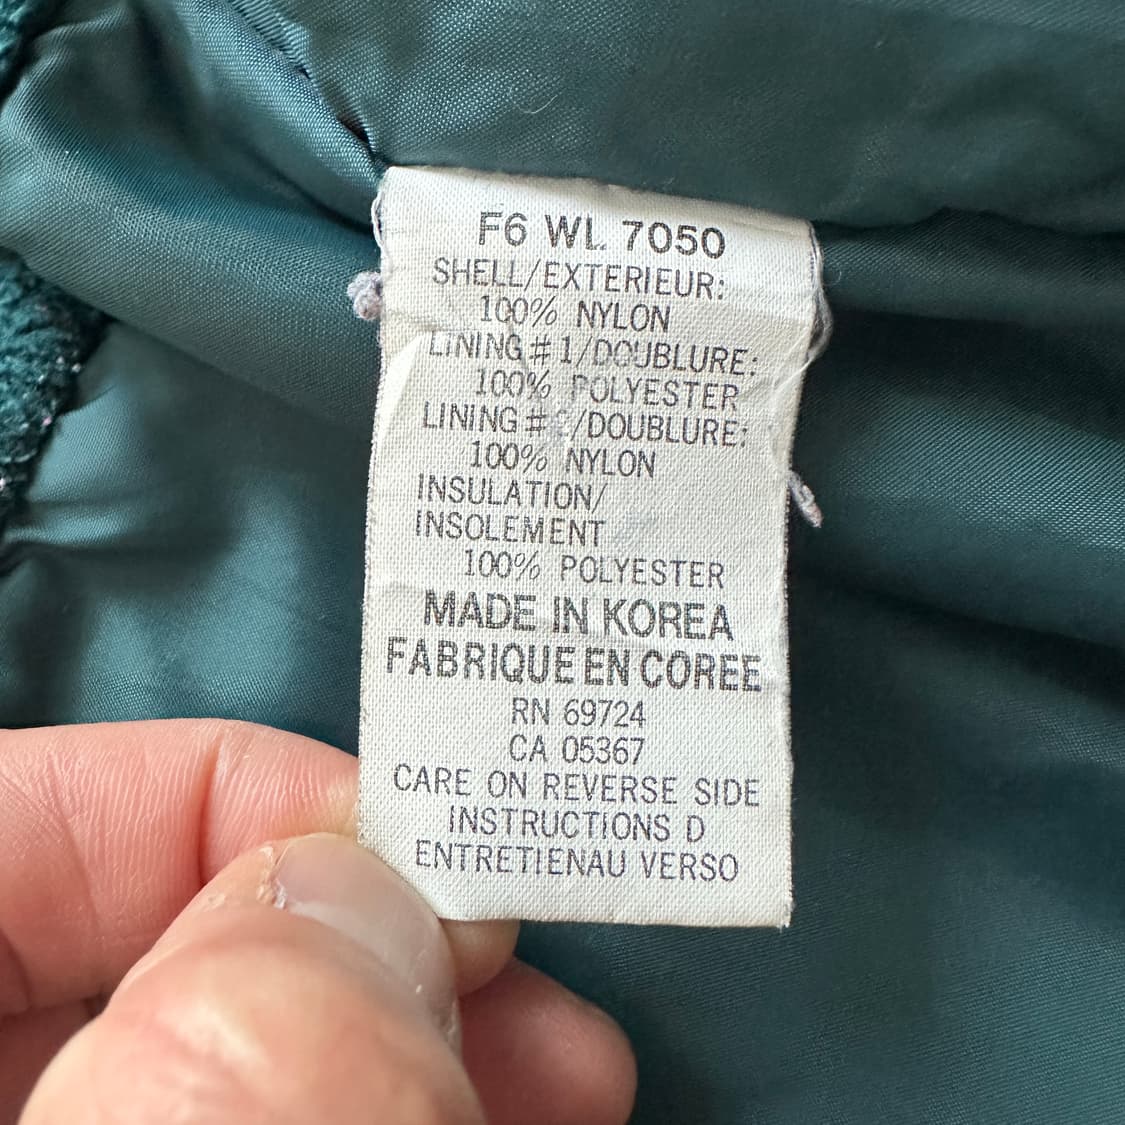 F6 WL 7050
SHELL/EXTERIEUR:
100% NYLON
LINING # 1/DOUBLURE:
100% POLYESTER
LINING # /DOUBLURE:
100% NYLON
INSULATION/
INSOLEMENT
100% POLYESTER
MADE IN KOREA
FABRIQUE EN COREE
RN 69724
CA 05367
CARE ON REVERSE SIDE
INSTRUCTIONS D
ENTRETIENAU VERSO